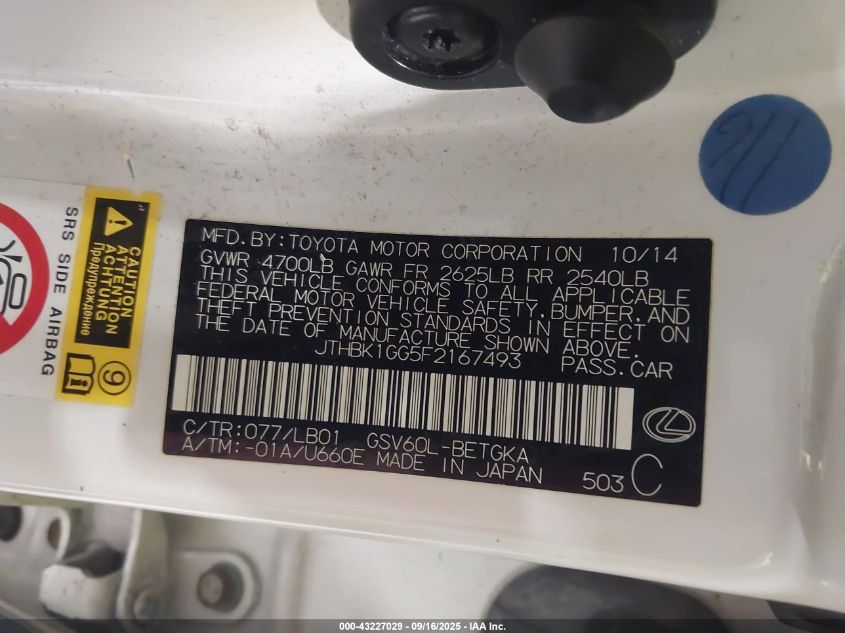 MFD.BY:TOYOTA MOTOR CORPORATION 10/14
GVWR 4700LB GAWR FR 2625LB RR 2540LB
THIS VEHICLE CONFORMS TO ALL APPLICABLE
FEDERAL MOTOR VEHICLE SAFETY,BUMPER,AND
THEFT PREVENTION STANDARDS IN EFFECT ON
THE DATE OF MANUFACTURE SHOWN ABOVE.
JTHBK1GG5F2167493 PASS.CAR
C/TR:077/LB01 GSV60L-BETGKA
A/TM:-01A/U660E MADE IN JAPAN 503 C
SRS SIDE AIRBAG
CAUTION
ATTENTION
ACHTUNG
Предупреждение
9
000-43227029 - 09/16/2025 - IAA Inc.